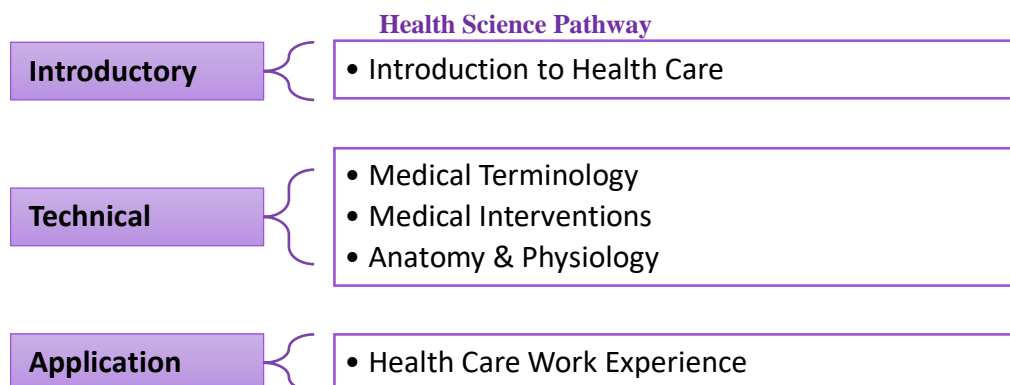 Health Science Pathway
Introductory
• Introduction to Health Care
Technical
• Medical Terminology
• Medical Interventions
• Anatomy & Physiology
Application
• Health Care Work Experience